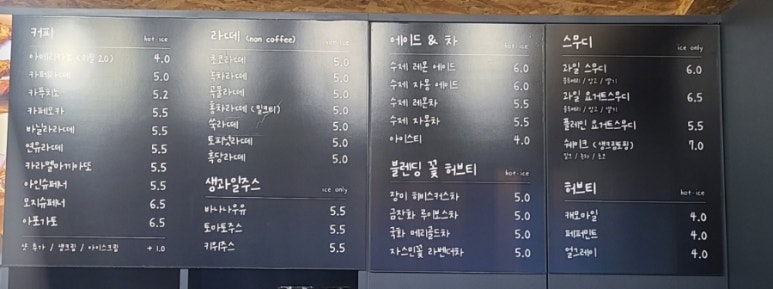 커피 hot·ice
아메리카노 (기본 2.0) 4.0
카페라떼 5.0
카푸치노 5.2
카페모카 5.5
바닐라라떼 5.5
연유라떼 5.5
카라멜마끼아또 5.5
아인슈페너 5.5
모지슈페너 6.5
아포가토 6.5
샷 추가 / 생크림 / 아이스크림 + 1.0
라떼 (non coffee) hot·ice
초코라떼 5.0
녹차라떼 5.0
곡물라떼 5.0
홍차라떼 (밀크티) 5.0
쑥라떼 5.0
토피넛라떼 5.0
흑당라떼 5.0
생과일주스 ice only
바나나우유 5.5
토마토주스 5.5
키위주스 5.5
에이드 & 차 hot·ice
수제 레몬 에이드 6.0
수제 자몽 에이드 6.0
수제 레몬차 5.5
수제 자몽차 5.5
아이스티 4.0
블렌딩 꽃 허브티 hot·ice
장미 히비스커스차 5.0
금잔화 루이보스차 5.0
국화 메리골드차 5.0
자스민꽃 라벤더차 5.0
스무디 ice only
과일 스무디 6.0
과일 요거트스무디 6.5
플레인 요거트스무디 5.5
쉐이크 (생크림토핑) 7.0
허브티 hot·ice
캐모마일 4.0
페퍼민트 4.0
얼그레이 4.0